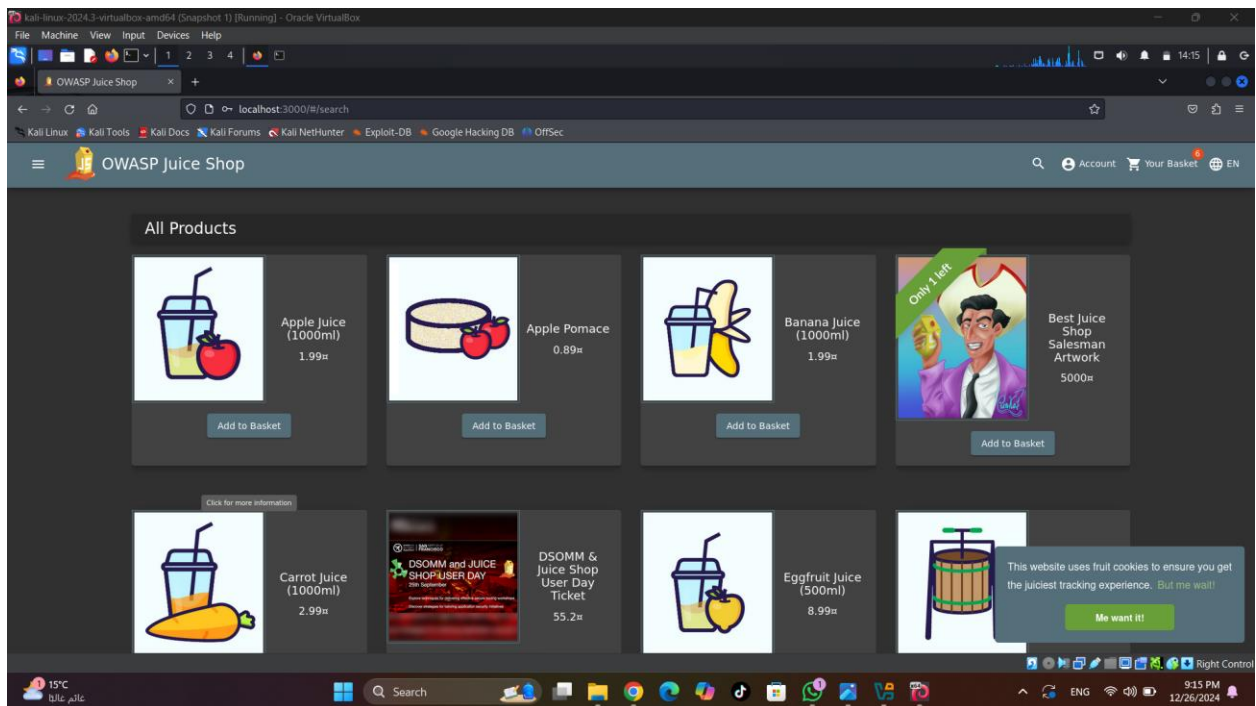 kali-linux-2024.3-virtualbox-amd64 (Snapshot 1) [Running] - Oracle VirtualBox
File Machine View Input Devices Help
1 2 3 4
14:15
OWASP Juice Shop
localhost:3000/#/search
Kali Linux Kali Tools Kali Docs Kali Forums Kali NetHunter Exploit-DB Google Hacking DB OffSec
OWASP Juice Shop
Account
6
Your Basket
EN
All Products
Apple Juice
(1000ml)
1.99¤
Add to Basket
Apple Pomace
0.89¤
Add to Basket
Banana Juice
(1000ml)
1.99¤
Add to Basket
Only 1 left
Best Juice
Shop
Salesman
Artwork
5000¤
Add to Basket
Click for more information
Carrot Juice
(1000ml)
2.99¤
DSOMM and JUICE
SHOP USER DAY
DSOMM &
Juice Shop
User Day
Ticket
55.2¤
Eggfruit Juice
(500ml)
8.99¤
This website uses fruit cookies to ensure you get
the juiciest tracking experience. But me wait!
Me want it!
Right Control
15°C
غائم غالبًا
Search
ENG
9:15 PM
12/26/2024